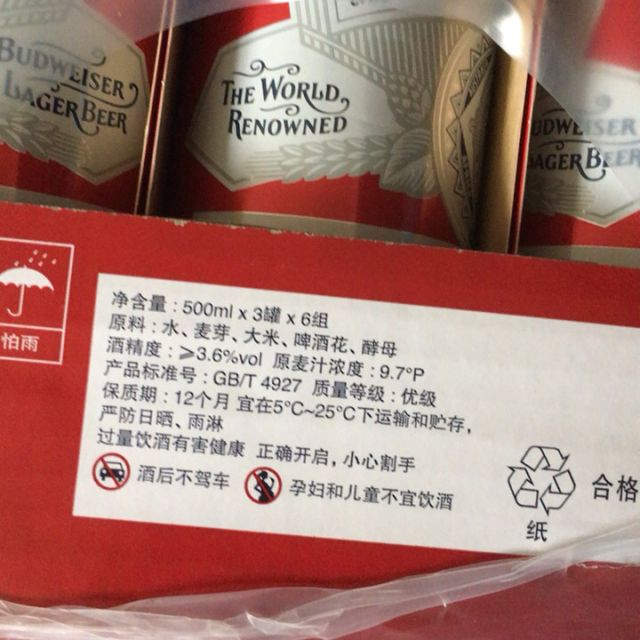 BUDWEISER
LAGER BEER
THE WORLD
RENOWNED
BUDWEISER
LAGER BEER
怕雨
净含量：500ml x 3罐 x 6组
原料：水、麦芽、大米、啤酒花、酵母
酒精度：≥3.6%vol 原麦汁浓度：9.7°P
产品标准号：GB/T 4927 质量等级：优级
保质期：12个月 宜在5°C~25°C下运输和贮存，
严防日晒、雨淋
过量饮酒有害健康 正确开启，小心割手
酒后不驾车 孕妇和儿童不宜饮酒
纸
合格